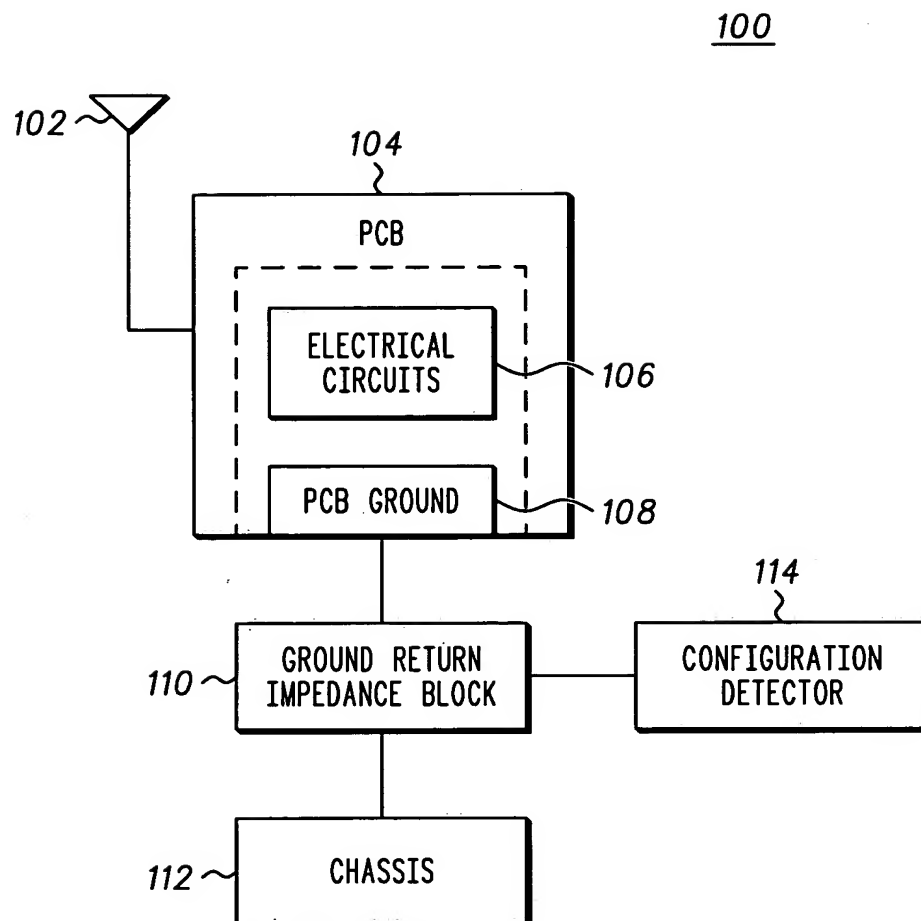 100
102
104
PCB
ELECTRICAL
CIRCUITS
106
PCB GROUND
108
114
110
GROUND RETURN
IMPEDANCE BLOCK
CONFIGURATION
DETECTOR
112
CHASSIS